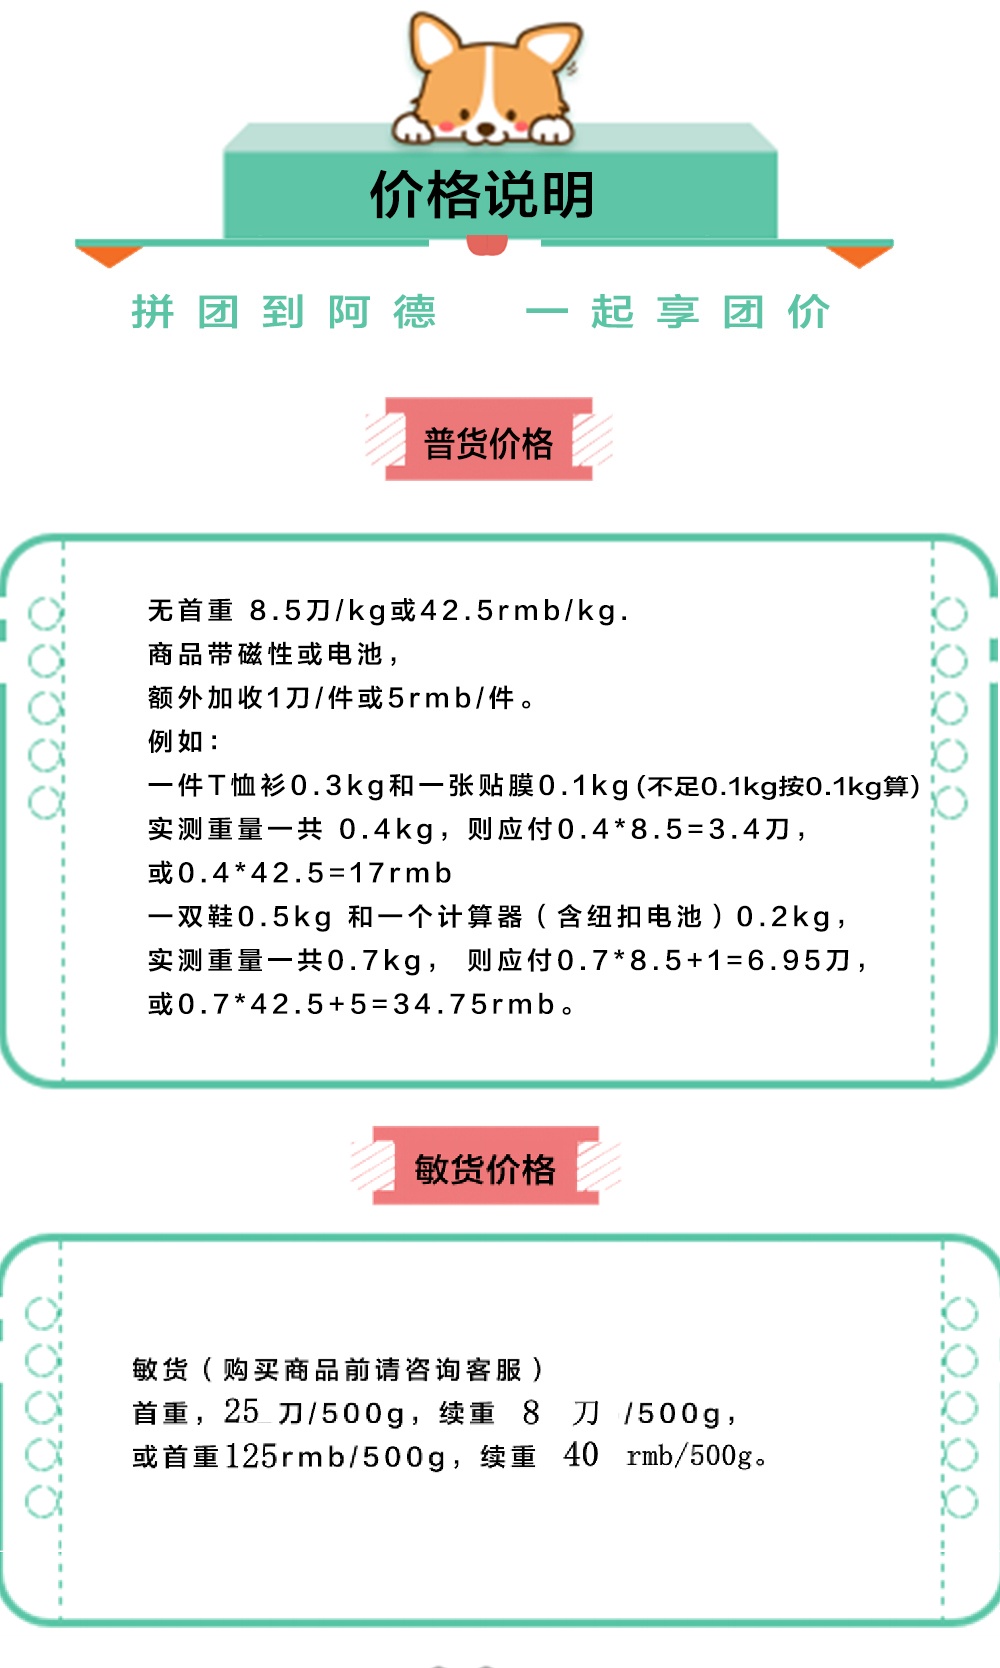 价格说明
拼团到阿德 一起享团价
普货价格
无首重 8.5刀/kg或42.5rmb/kg.
商品带磁性或电池，
额外加收1刀/件或5rmb/件。
例如：
一件T恤衫0.3kg和一张贴膜0.1kg(不足0.1kg按0.1kg算)
实测重量一共 0.4kg，则应付0.4*8.5=3.4刀，
或0.4*42.5=17rmb
一双鞋0.5kg 和一个计算器（含纽扣电池）0.2kg，
实测重量一共0.7kg， 则应付0.7*8.5+1=6.95刀，
或0.7*42.5+5=34.75rmb。
敏货价格
敏货（购买商品前请咨询客服）
首重，25 刀/500g，续重 8 刀 /500g，
或首重125rmb/500g，续重 40 rmb/500g。